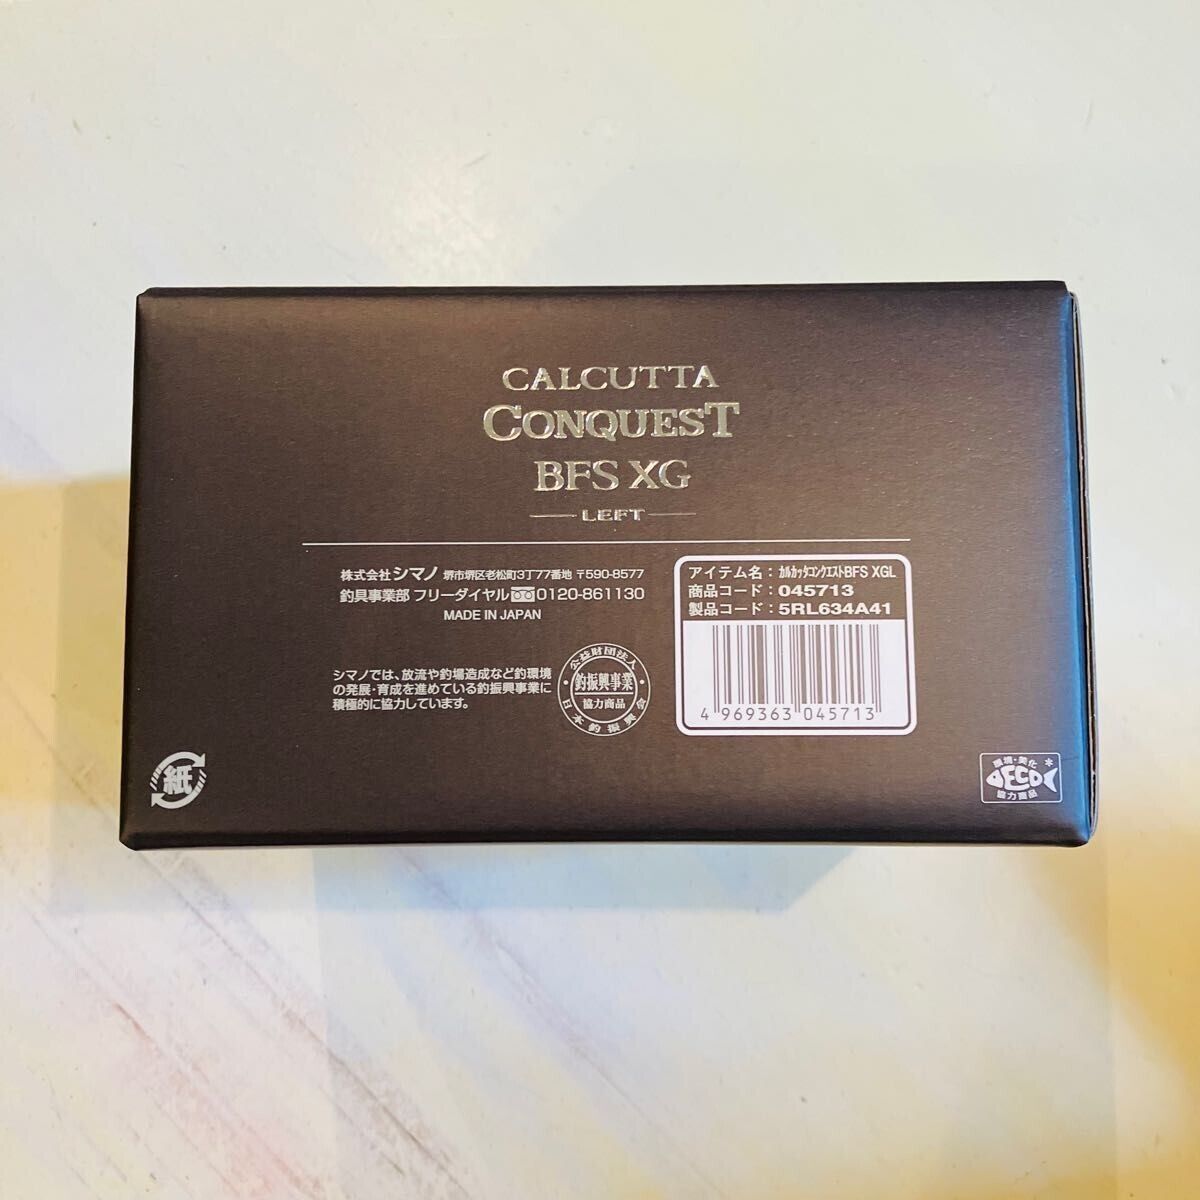 CALCUTTA
CONQUEST
BFS XG
LEFT
株式会社シマノ 堺市堺区老松町3丁77番地 〒590-8577
釣具事業部 フリーダイヤル 0120-861130
MADE IN JAPAN
アイテム名：ｶﾙｶｯﾀｺﾝｸｴｽﾄBFS XGL
商品コード：045713
製品コード：5RL634A41
4 969363 045713
シマノでは、放流や釣場造成など釣環境
の発展・育成を進めている釣振興事業に
積極的に協力しています。
公益財団法人
釣振興事業
協力商品
日本釣振興会
紙
環境・美化
ECO
協力商品